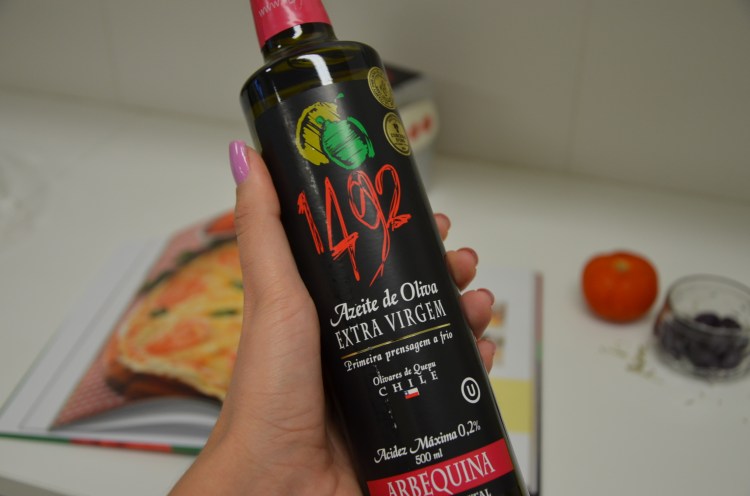 1492
Azeite de Oliva
EXTRA VIRGEM
Primeira prensagem a frio
Olivares de Quepu
CHILE
U
Acidez Máxima 0,2%
500 ml
ARBEQUINA